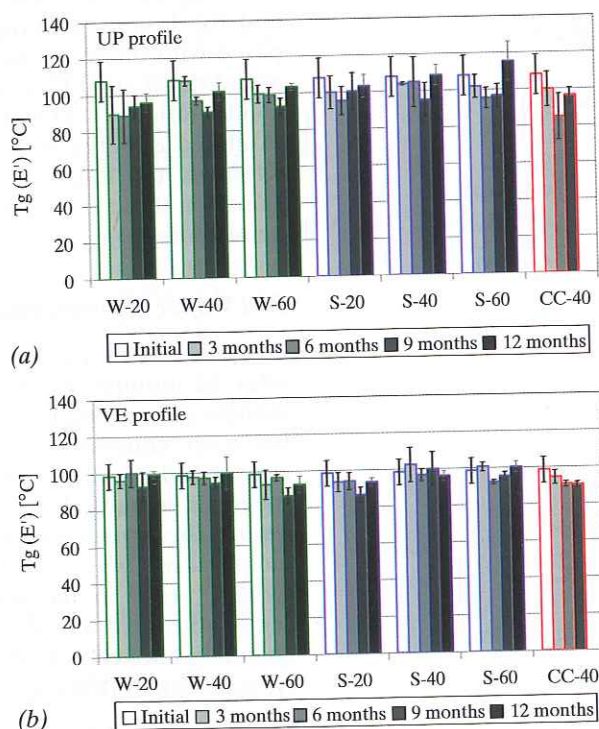 140
UP profile
120
100
80
60
40
20
0
Tg (E') [°C]
W-20 W-40 W-60 S-20 S-40 S-60 CC-40
(a)
Initial 3 months 6 months 9 months 12 months
140
VE profile
120
100
80
60
40
20
0
Tg (E') [°C]
W-20 W-40 W-60 S-20 S-40 S-60 CC-40
(b)
Initial 3 months 6 months 9 months 12 months